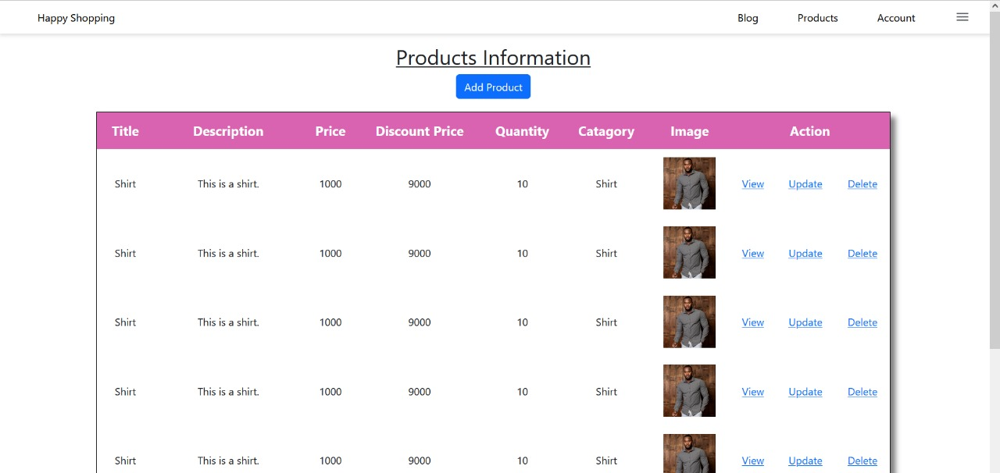 Happy Shopping Blog Products Account
Products Information
Add Product
Title Description Price Discount Price Quantity Catagory Image Action
Shirt This is a shirt. 1000 9000 10 Shirt View Update Delete
Shirt This is a shirt. 1000 9000 10 Shirt View Update Delete
Shirt This is a shirt. 1000 9000 10 Shirt View Update Delete
Shirt This is a shirt. 1000 9000 10 Shirt View Update Delete
Shirt This is a shirt. 1000 9000 10 Shirt View Update Delete